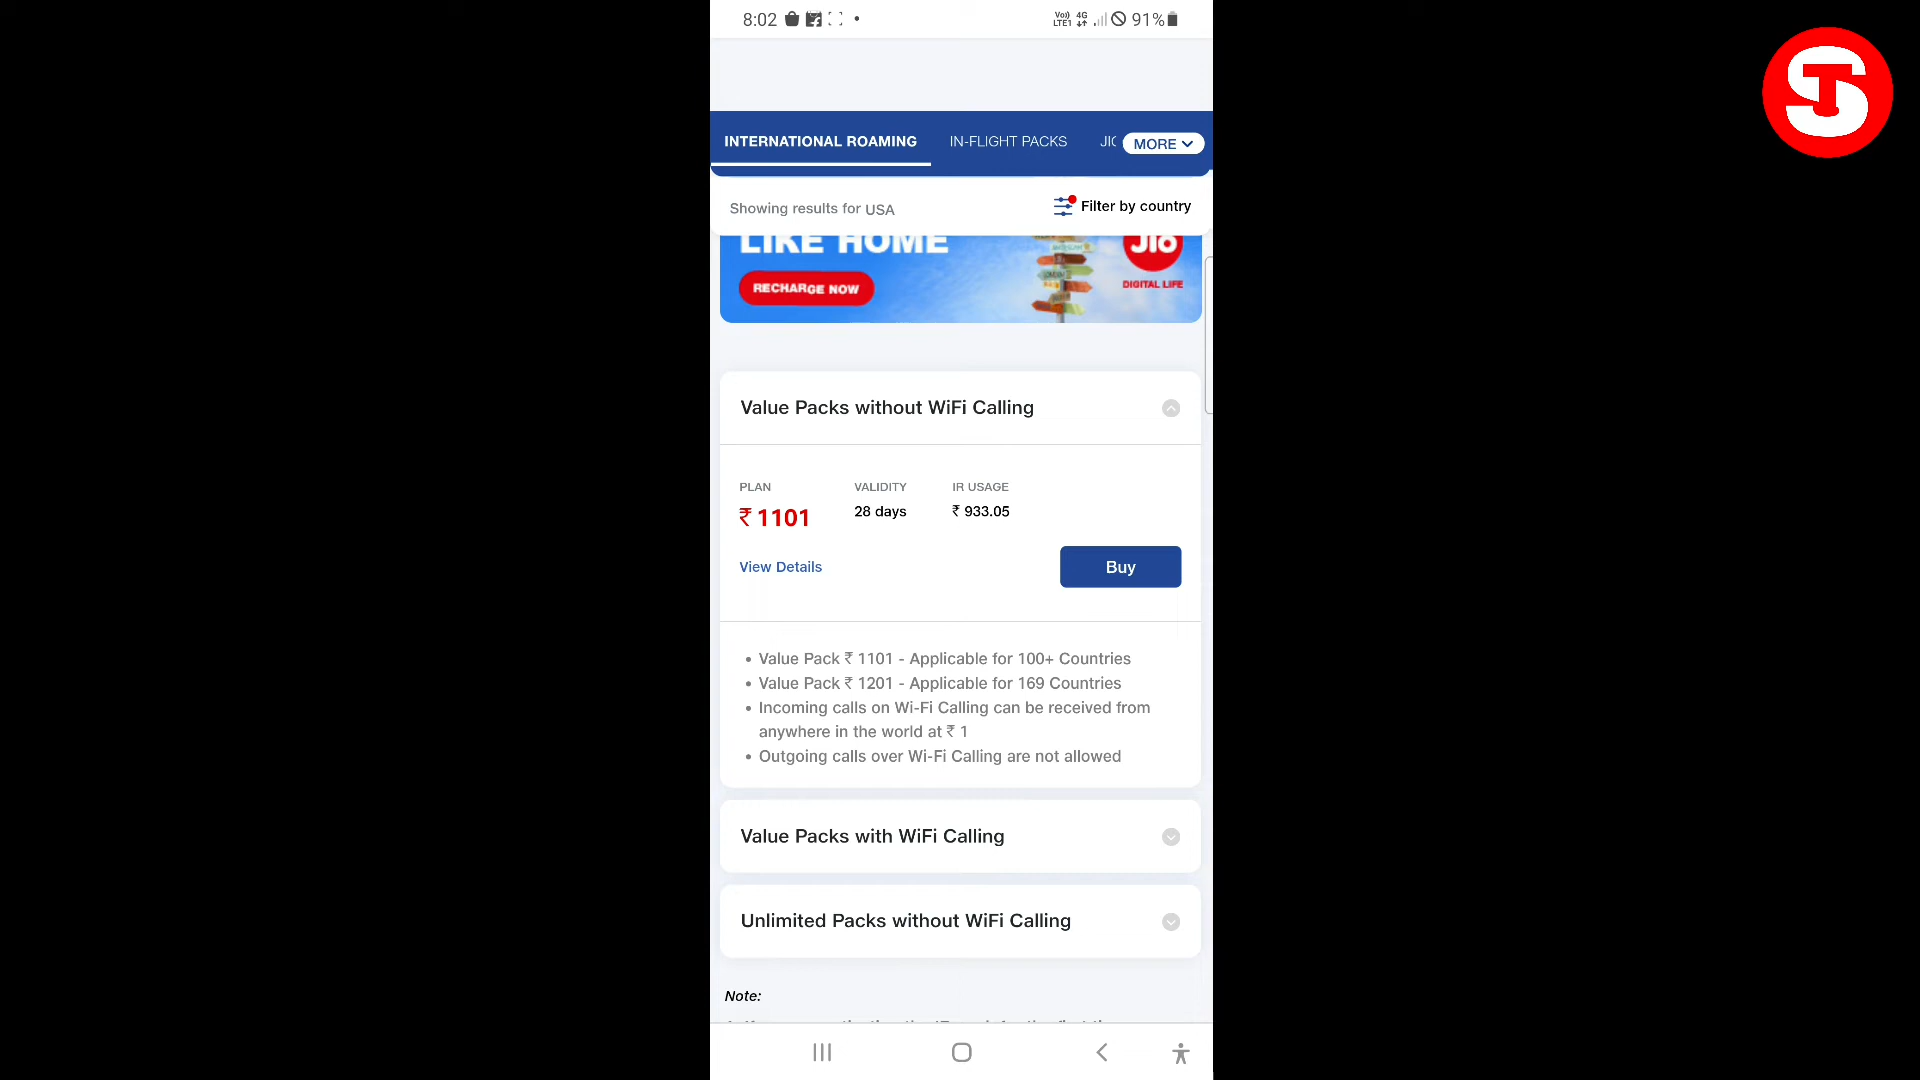 8:02
Vo)) 4G
LTE1
91%
INTERNATIONAL ROAMING
IN-FLIGHT PACKS
MORE
Showing results for USA
Filter by country
LIKE HOME
RECHARGE NOW
Jio
DIGITAL LIFE
Value Packs without WiFi Calling
PLAN
VALIDITY
IR USAGE
₹ 1101
28 days
₹ 933.05
View Details
Buy
• Value Pack ₹ 1101 - Applicable for 100+ Countries
• Value Pack ₹ 1201 - Applicable for 169 Countries
• Incoming calls on Wi-Fi Calling can be received from
anywhere in the world at ₹ 1
• Outgoing calls over Wi-Fi Calling are not allowed
Value Packs with WiFi Calling
Unlimited Packs without WiFi Calling
Note: